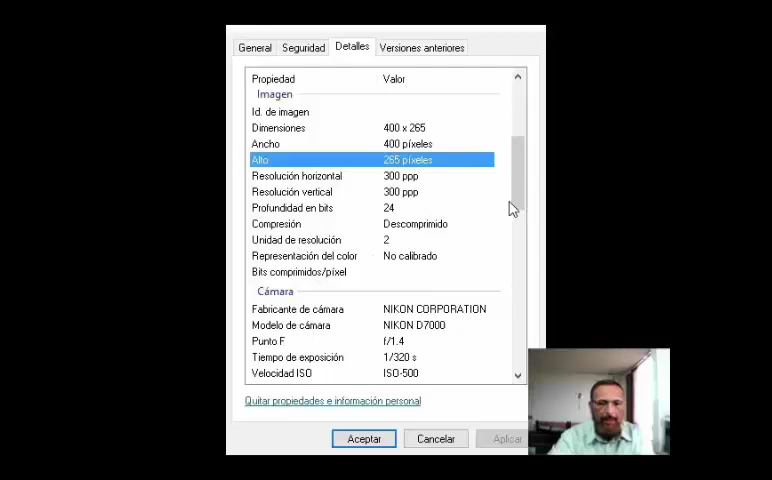 General Seguridad Detalles Versiones anteriores
Propiedad Valor
Imagen
Id. de imagen
Dimensiones 400 x 265
Ancho 400 píxeles
Alto 265 píxeles
Resolución horizontal 300 ppp
Resolución vertical 300 ppp
Profundidad en bits 24
Compresión Descomprimido
Unidad de resolución 2
Representación del color No calibrado
Bits comprimidos/píxel
Cámara
Fabricante de cámara NIKON CORPORATION
Modelo de cámara NIKON D7000
Punto F f/1.4
Tiempo de exposición 1/320 s
Velocidad ISO ISO-500
Quitar propiedades e información personal
Aceptar Cancelar Aplicar